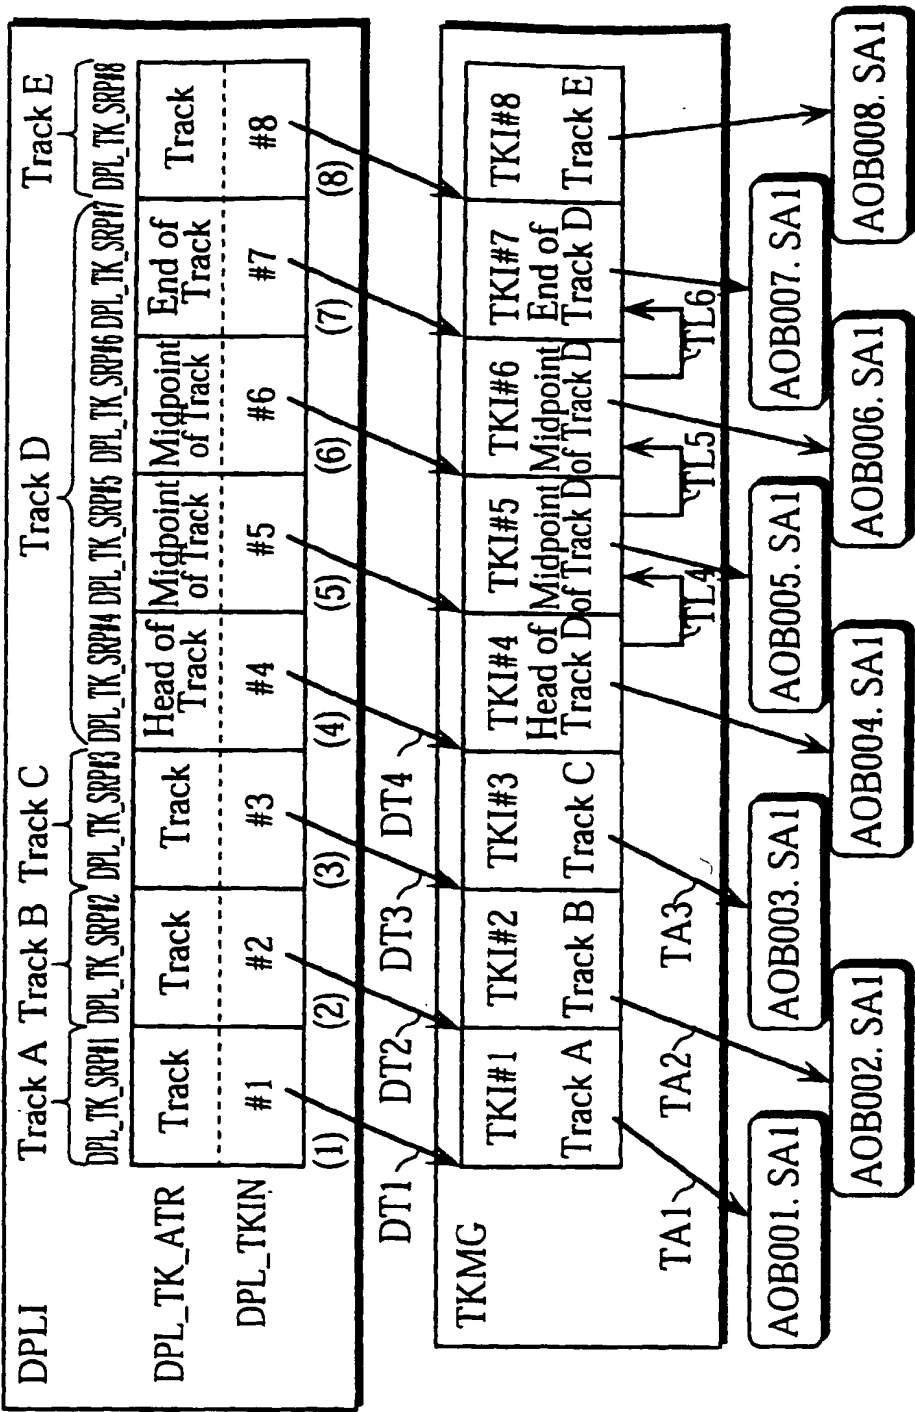 DPLI
Track A
Track B
Track C
Track D
Track E
DPL_TK_SRP#1
DPL_TK_SRP#2
DPL_TK_SRP#3
DPL_TK_SRP#4
DPL_TK_SRP#5
DPL_TK_SRP#6
DPL_TK_SRP#7
DPL_TK_SRP#8
DPL_TK_ATR
Track
Track
Track
Head of
Track
Midpoint
of Track
Midpoint
of Track
End of
Track
Track
DPL_TKIN
#1
#2
#3
#4
#5
#6
#7
#8
(1)
(2)
(3)
(4)
(5)
(6)
(7)
(8)
DT1
DT2
DT3
DT4
TKMG
TKI#1
Track A
TKI#2
Track B
TKI#3
Track C
TKI#4
Head of
Track D
TKI#5
Midpoint
of Track D
TKI#6
Midpoint
of Track D
TKI#7
End of
Track D
TKI#8
Track E
TA1
TA2
TA3
TL4
TL5
TL6
AOB001. SA1
AOB002. SA1
AOB003. SA1
AOB004. SA1
AOB005. SA1
AOB006. SA1
AOB007. SA1
AOB008. SA1